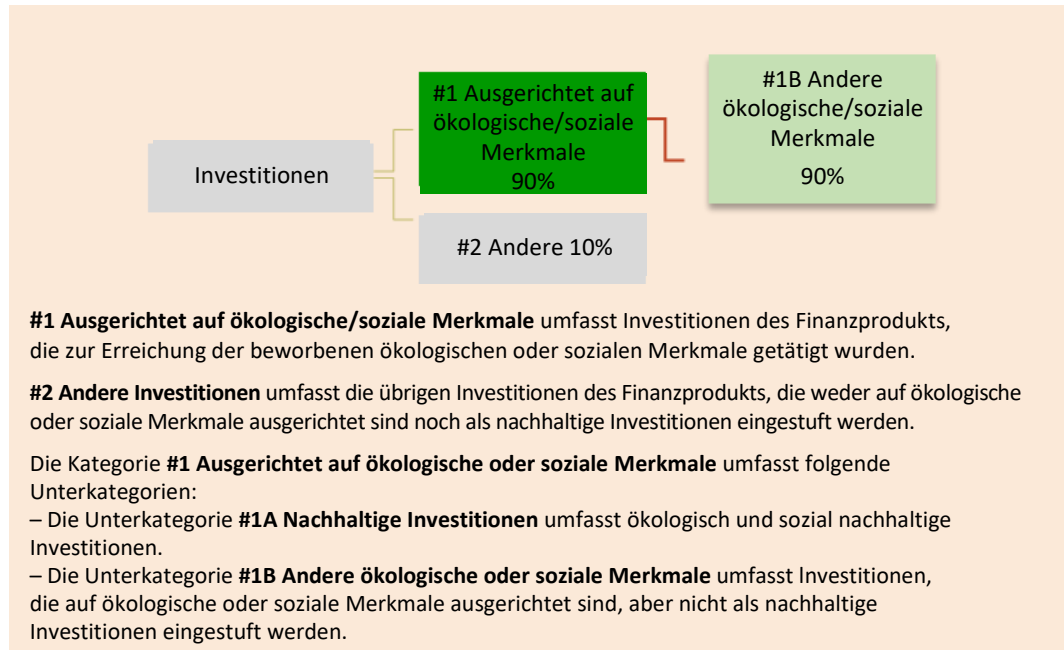 #1 Ausgerichtet auf
ökologische/soziale
Merkmale
90%
#1B Andere
ökologische/soziale
Merkmale
90%
Investitionen
#2 Andere 10%
#1 Ausgerichtet auf ökologische/soziale Merkmale umfasst Investitionen des Finanzprodukts,
die zur Erreichung der beworbenen ökologischen oder sozialen Merkmale getätigt wurden.
#2 Andere Investitionen umfasst die übrigen Investitionen des Finanzprodukts, die weder auf ökologische
oder soziale Merkmale ausgerichtet sind noch als nachhaltige Investitionen eingestuft werden.
Die Kategorie #1 Ausgerichtet auf ökologische oder soziale Merkmale umfasst folgende
Unterkategorien:
– Die Unterkategorie #1A Nachhaltige Investitionen umfasst ökologisch und sozial nachhaltige
Investitionen.
– Die Unterkategorie #1B Andere ökologische oder soziale Merkmale umfasst Investitionen,
die auf ökologische oder soziale Merkmale ausgerichtet sind, aber nicht als nachhaltige
Investitionen eingestuft werden.